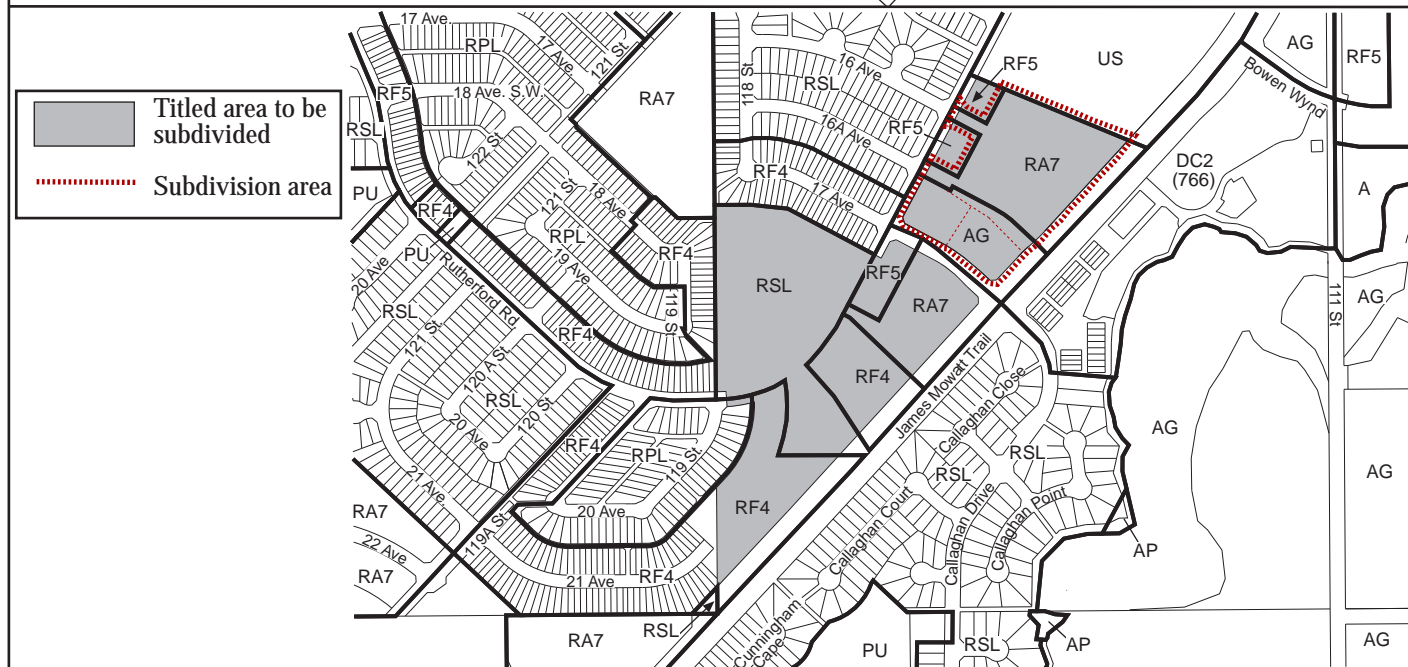 Titled area to be
subdivided
Subdivision area
17 Ave.
RPL
17 Ave.
121 St
RF5
18 Ave. S.W.
RSL
122 St
PU
RF4
RA7
118 St
16 Ave
RSL
16A Ave
RF4
17 Ave
RF5
RF5
US
RA7
AG
Bowen Wynd
AG
RF5
DC2
(766)
A
121 St
18 Ave
RPL
19 Ave
RF4
119 St
PU
20 Ave
Rutherford Rd.
RSL
121 St
RF4
120 A St
RSL
120 St
20 Ave
21 Ave.
RF4
RPL
119 St
20 Ave
RSL
RF5
RA7
RF4
RF4
James Mowatt Trail
111 St
AG
AG
AG
AG
Callaghan Close
RSL
RSL
Callaghan Court
Callaghan Drive
Callaghan Point
AP
RA7
22 Ave
RA7
119A St
21 Ave
RF4
RSL
RA7
Cunningham
Cape
PU
RSL
AP